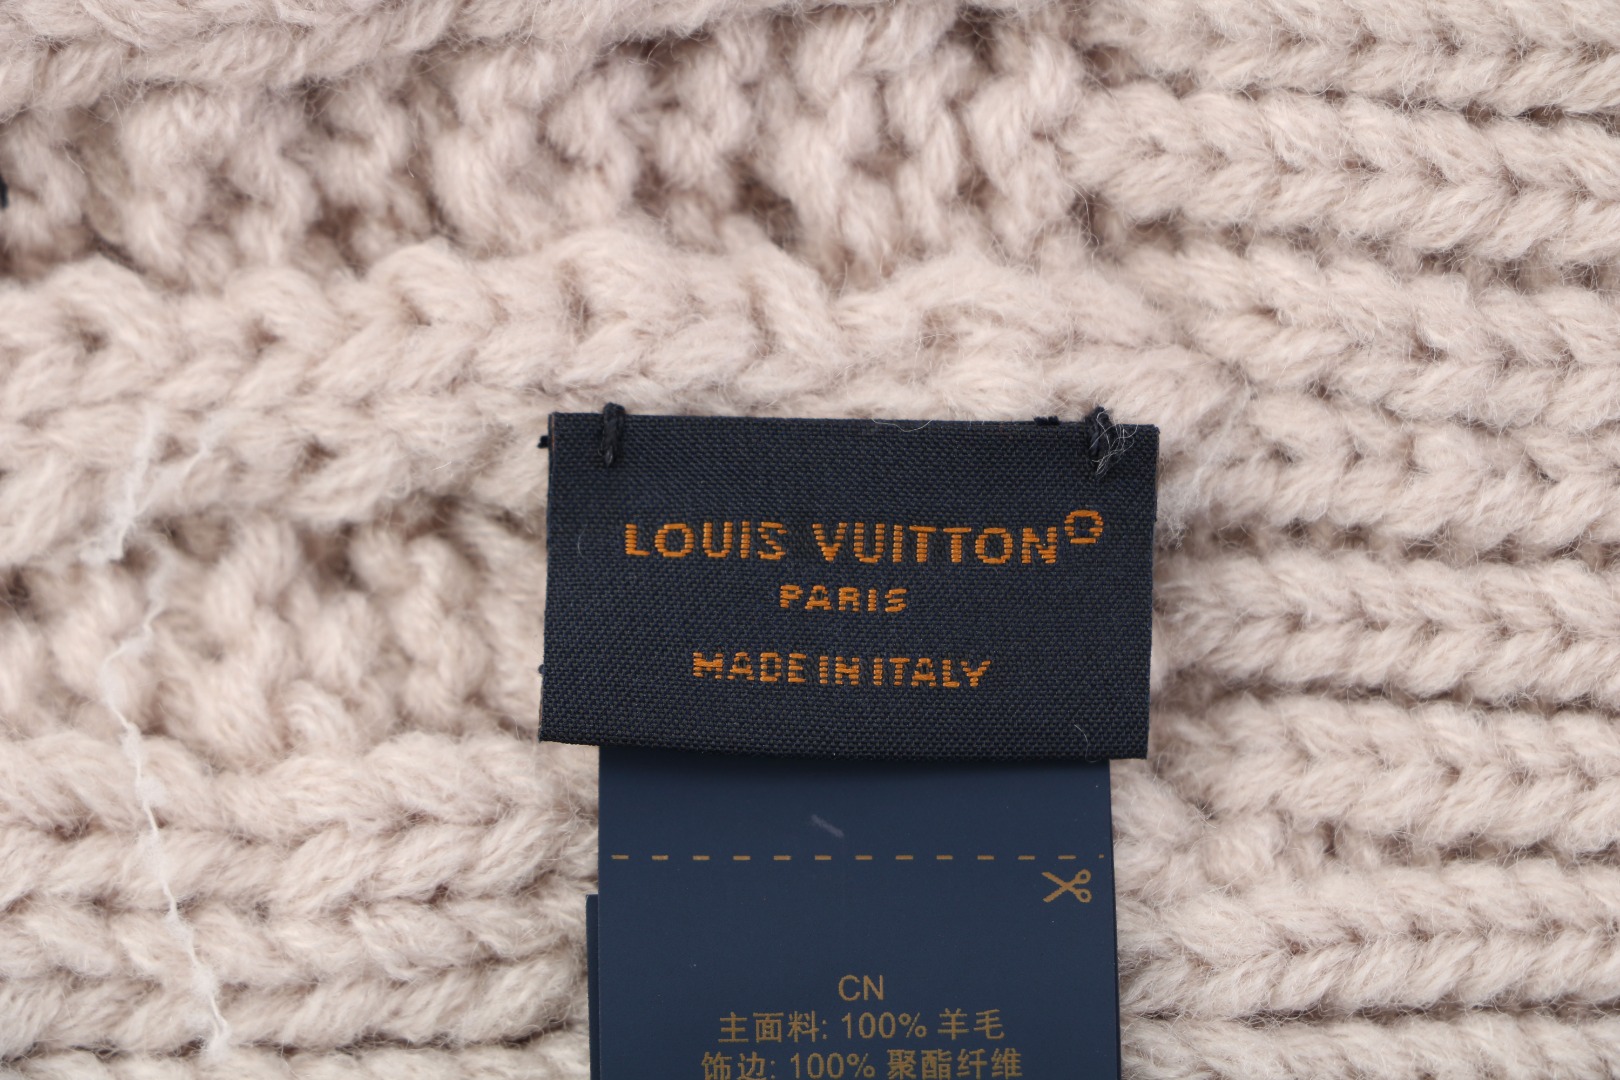 LOUIS VUITTON®
PARIS
MADE IN ITALY
CN
主面料: 100% 羊毛
饰边: 100% 聚酯纤维